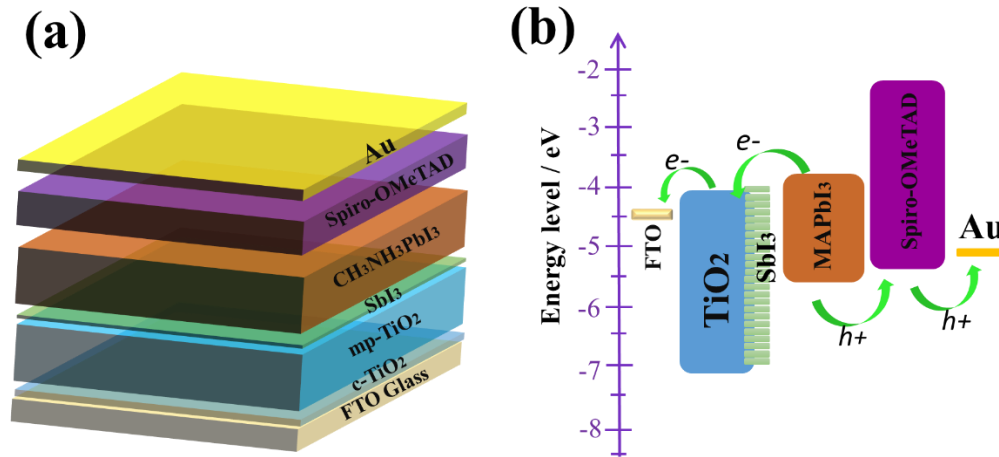 (a)
Au
Spiro-OMeTAD
CH₃NH₃PbI₃
SbI₃
mp-TiO₂
c-TiO₂
FTO Glass
(b)
Energy level / eV
-2
-3
-4
-5
-6
-7
-8
e-
e-
FTO
TiO₂
SbI₃
MAPbI₃
Spiro-OMeTAD
Au
h+
h+